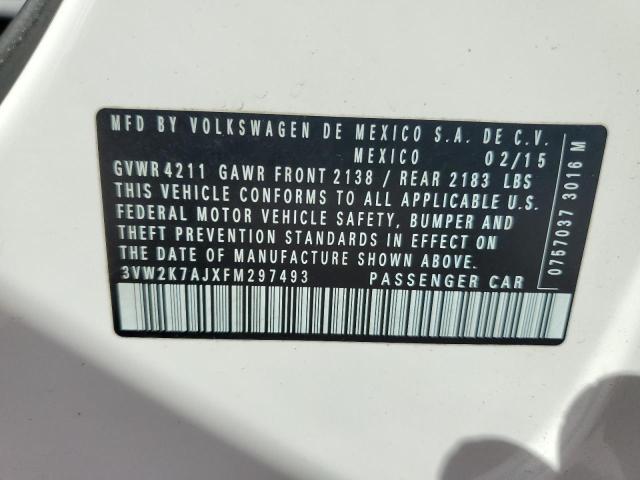 MFD BY VOLKSWAGEN DE MEXICO S.A. DE C.V.
MEXICO 02/15
GVWR 4211 GAWR FRONT 2138 / REAR 2183 LBS
THIS VEHICLE CONFORMS TO ALL APPLICABLE U.S.
FEDERAL MOTOR VEHICLE SAFETY, BUMPER AND
THEFT PREVENTION STANDARDS IN EFFECT ON
THE DATE OF MANUFACTURE SHOWN ABOVE.
3VW2K7AJXFM297493 PASSENGER CAR
0757037 3016 M